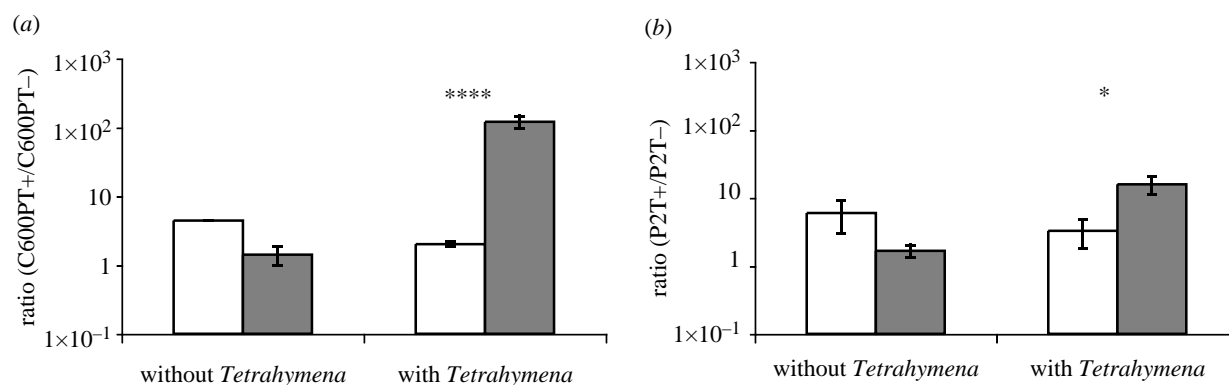 (a)
1×10³
1×10²
10
1
1×10⁻¹
ratio (C600PT+/C600PT–)
****
without Tetrahymena
with Tetrahymena
(b)
1×10³
1×10²
10
1
1×10⁻¹
ratio (P2T+/P2T–)
*
without Tetrahymena
with Tetrahymena